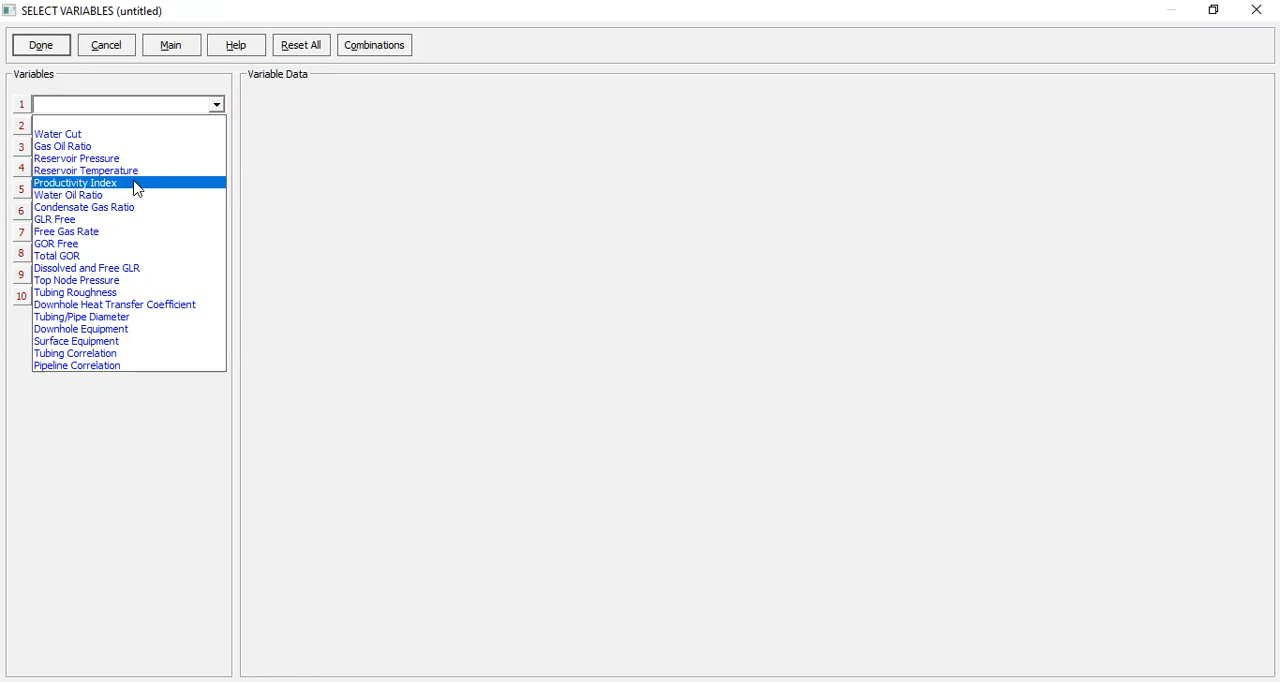 SELECT VARIABLES (untitled)
Done Cancel Main Help Reset All Combinations
Variables
Variable Data
1
2
3
4
5
6
7
8
9
10
Water Cut
Gas Oil Ratio
Reservoir Pressure
Reservoir Temperature
Productivity Index
Water Oil Ratio
Condensate Gas Ratio
GLR Free
Free Gas Rate
GOR Free
Total GOR
Dissolved and Free GLR
Top Node Pressure
Tubing Roughness
Downhole Heat Transfer Coefficient
Tubing/Pipe Diameter
Downhole Equipment
Surface Equipment
Tubing Correlation
Pipeline Correlation